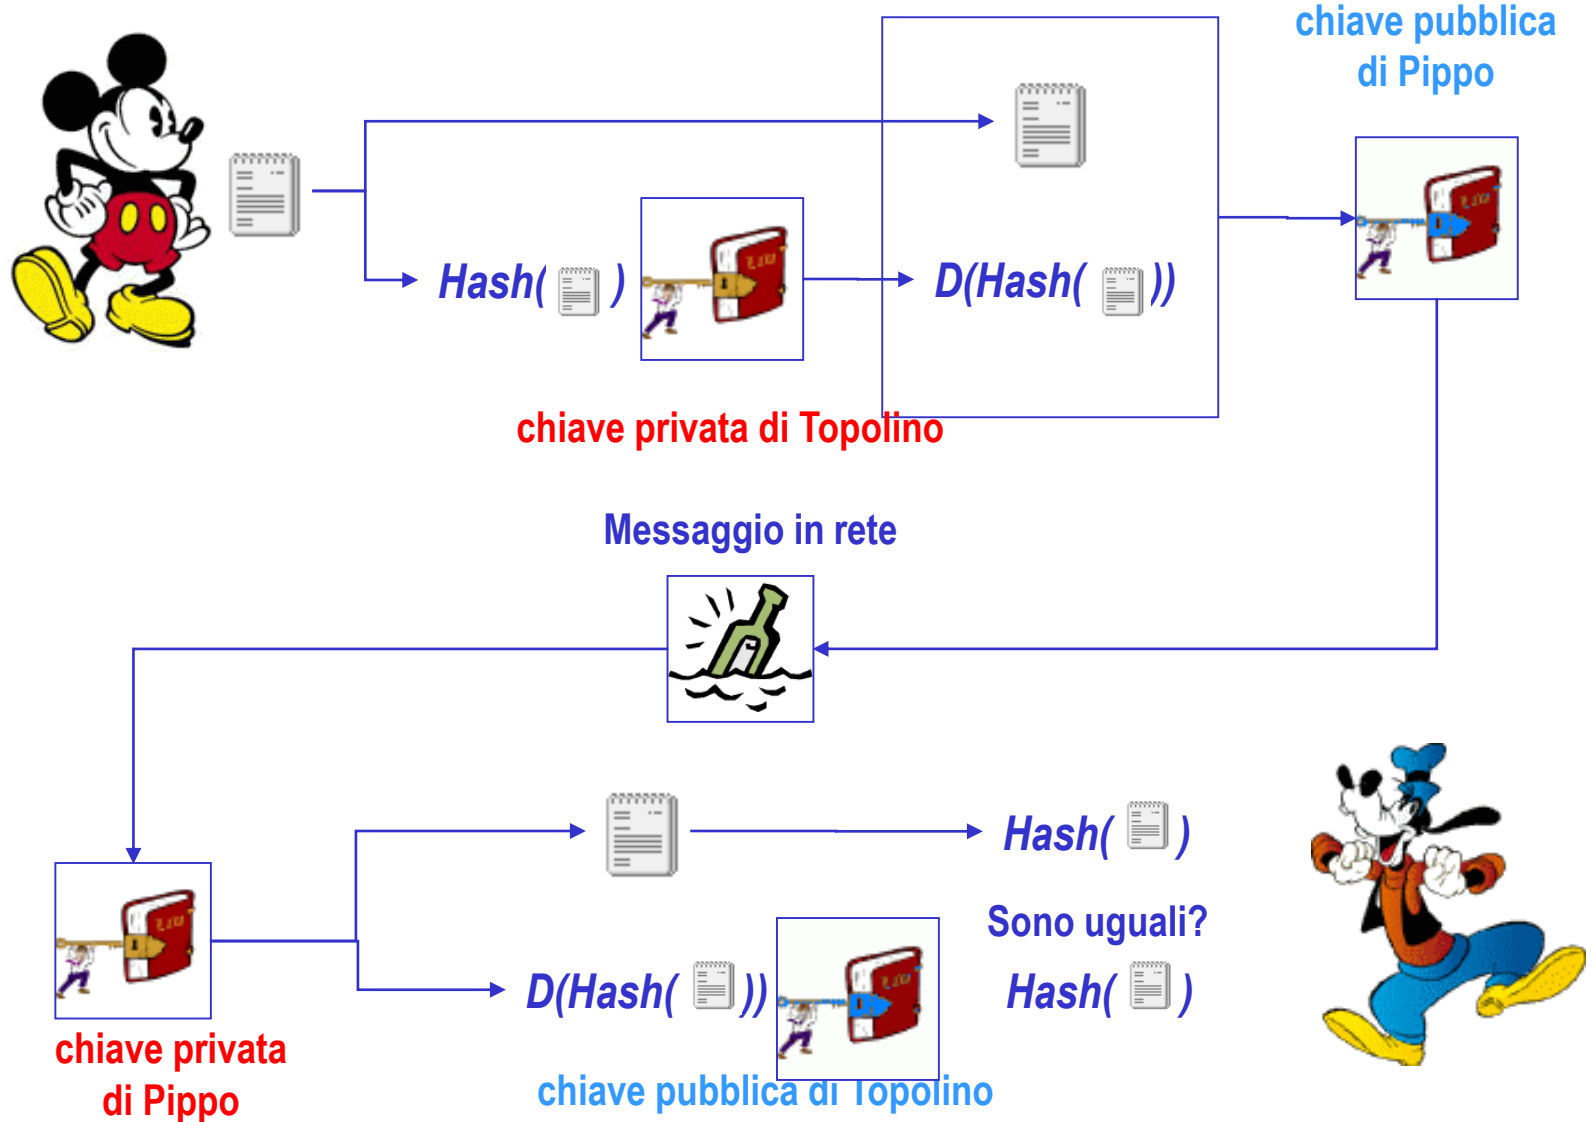 chiave pubblica
di Pippo
Hash( )
D(Hash( ))
chiave privata di Topolino
Messaggio in rete
Hash( )
Sono uguali?
D(Hash( ))
Hash( )
chiave privata
di Pippo
chiave pubblica di Topolino